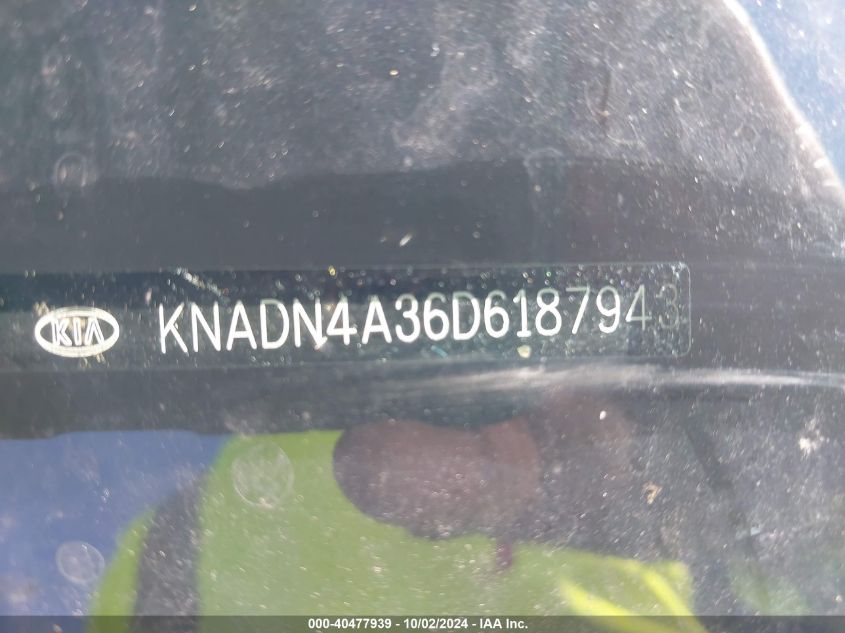 KIA KNADN4A36D6187943
000-40477939 - 10/02/2024 - IAA Inc.